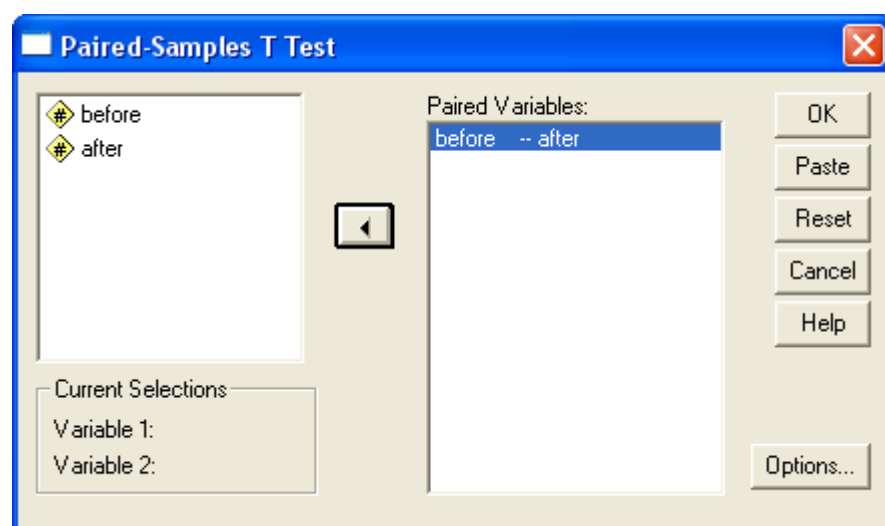 Paired-Samples T Test
before
after
Current Selections
Variable 1:
Variable 2:
Paired Variables:
before -- after
OK
Paste
Reset
Cancel
Help
Options...